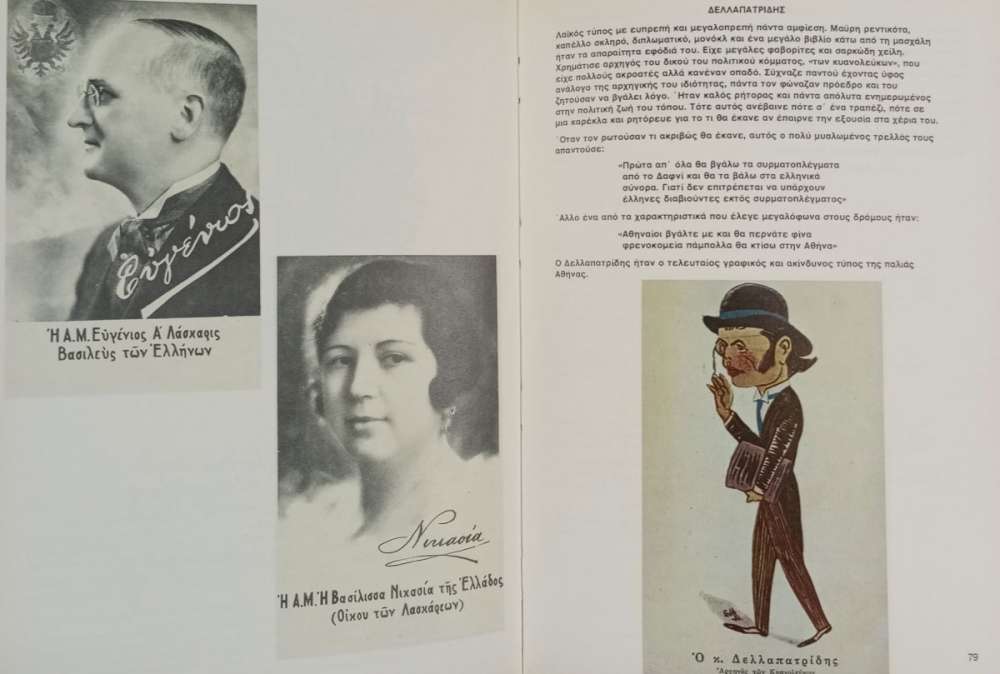 Εὐγένιος
Ἡ Α.Μ. Εὐγένιος Α΄ Λάσκαρις
Βασιλεὺς τῶν Ἑλλήνων
Νικασία
Ἡ Α.Μ. Ἡ Βασίλισσα Νικασία τῆς Ἑλλάδος
(Οἴκου τῶν Λασκάρεων)
ΔΕΛΛΑΠΑΤΡΙΔΗΣ
Λαϊκός τύπος με ευπρεπή και μεγαλοπρεπή πάντα αμφίεση. Μαύρη ρεντικότα,
καπέλλο σκληρό, διπλωματικό, μονόκλ και ένα μεγάλο βιβλίο κάτω από τη μασχάλη
ήταν τα απαραίτητα εφόδιά του. Είχε μεγάλες φαβορίτες και σαρκώδη χείλη.
Χρημάτισε αρχηγός του δικού του πολιτικού κόμματος, «των κυανολεύκων», που
είχε πολλούς ακροατές αλλά κανέναν οπαδό. Σύχναζε παντού έχοντας ύφος
ανάλογο της αρχηγικής του ιδιότητας, πάντα τον φώναζαν πρόεδρο και του
ζητούσαν να βγάλει λόγο. Ήταν καλός ρήτορας και πάντα απόλυτα ενημερωμένος
στην πολιτική ζωή του τόπου. Τότε αυτός ανέβαινε πότε σ' ένα τραπέζι, πότε σε
μια καρέκλα και ρητόρευε για το τι θα έκανε αν έπαιρνε την εξουσία στα χέρια του.
Όταν τον ρωτούσαν τι ακριβώς θα έκανε, αυτός ο πολύ μυαλωμένος τρελλός τους
απαντούσε:
«Πρώτα απ' όλα θα βγάλω τα συρματοπλέγματα
από το Δαφνί και θα τα βάλω στα ελληνικά
σύνορα. Γιατί δεν επιτρέπεται να υπάρχουν
έλληνες διαβιούντες εκτός συρματοπλέγματος»
Άλλο ένα από τα χαρακτηριστικά που έλεγε μεγαλόφωνα στους δρόμους ήταν:
«Αθηναίοι βγάλτε με και θα περνάτε φίνα
φρενοκομεία πάμπολλα θα κτίσω στην Αθήνα»
Ο Δελλαπατρίδης ήταν ο τελευταίος γραφικός και ακίνδυνος τύπος της παλιάς
Αθήνας.
Ὁ κ. Δελλαπατρίδης
Ἀρχηγὸς τῶν Κυανολεύκων
79